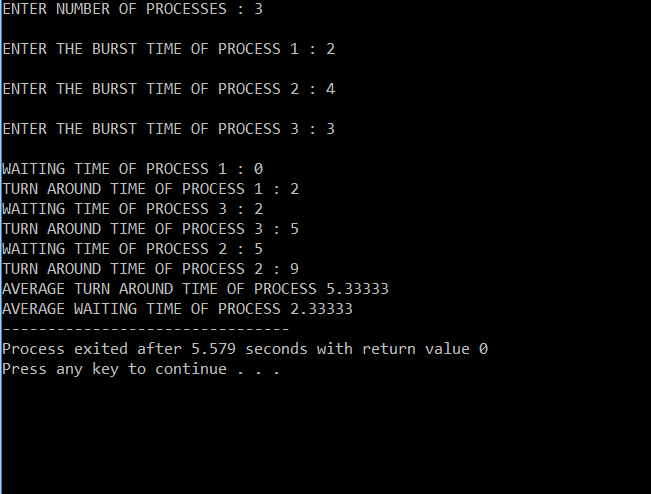 ENTER NUMBER OF PROCESSES : 3
ENTER THE BURST TIME OF PROCESS 1 : 2
ENTER THE BURST TIME OF PROCESS 2 : 4
ENTER THE BURST TIME OF PROCESS 3 : 3
WAITING TIME OF PROCESS 1 : 0
TURN AROUND TIME OF PROCESS 1 : 2
WAITING TIME OF PROCESS 3 : 2
TURN AROUND TIME OF PROCESS 3 : 5
WAITING TIME OF PROCESS 2 : 5
TURN AROUND TIME OF PROCESS 2 : 9
AVERAGE TURN AROUND TIME OF PROCESS 5.33333
AVERAGE WAITING TIME OF PROCESS 2.33333
--------------------------------
Process exited after 5.579 seconds with return value 0
Press any key to continue . . .